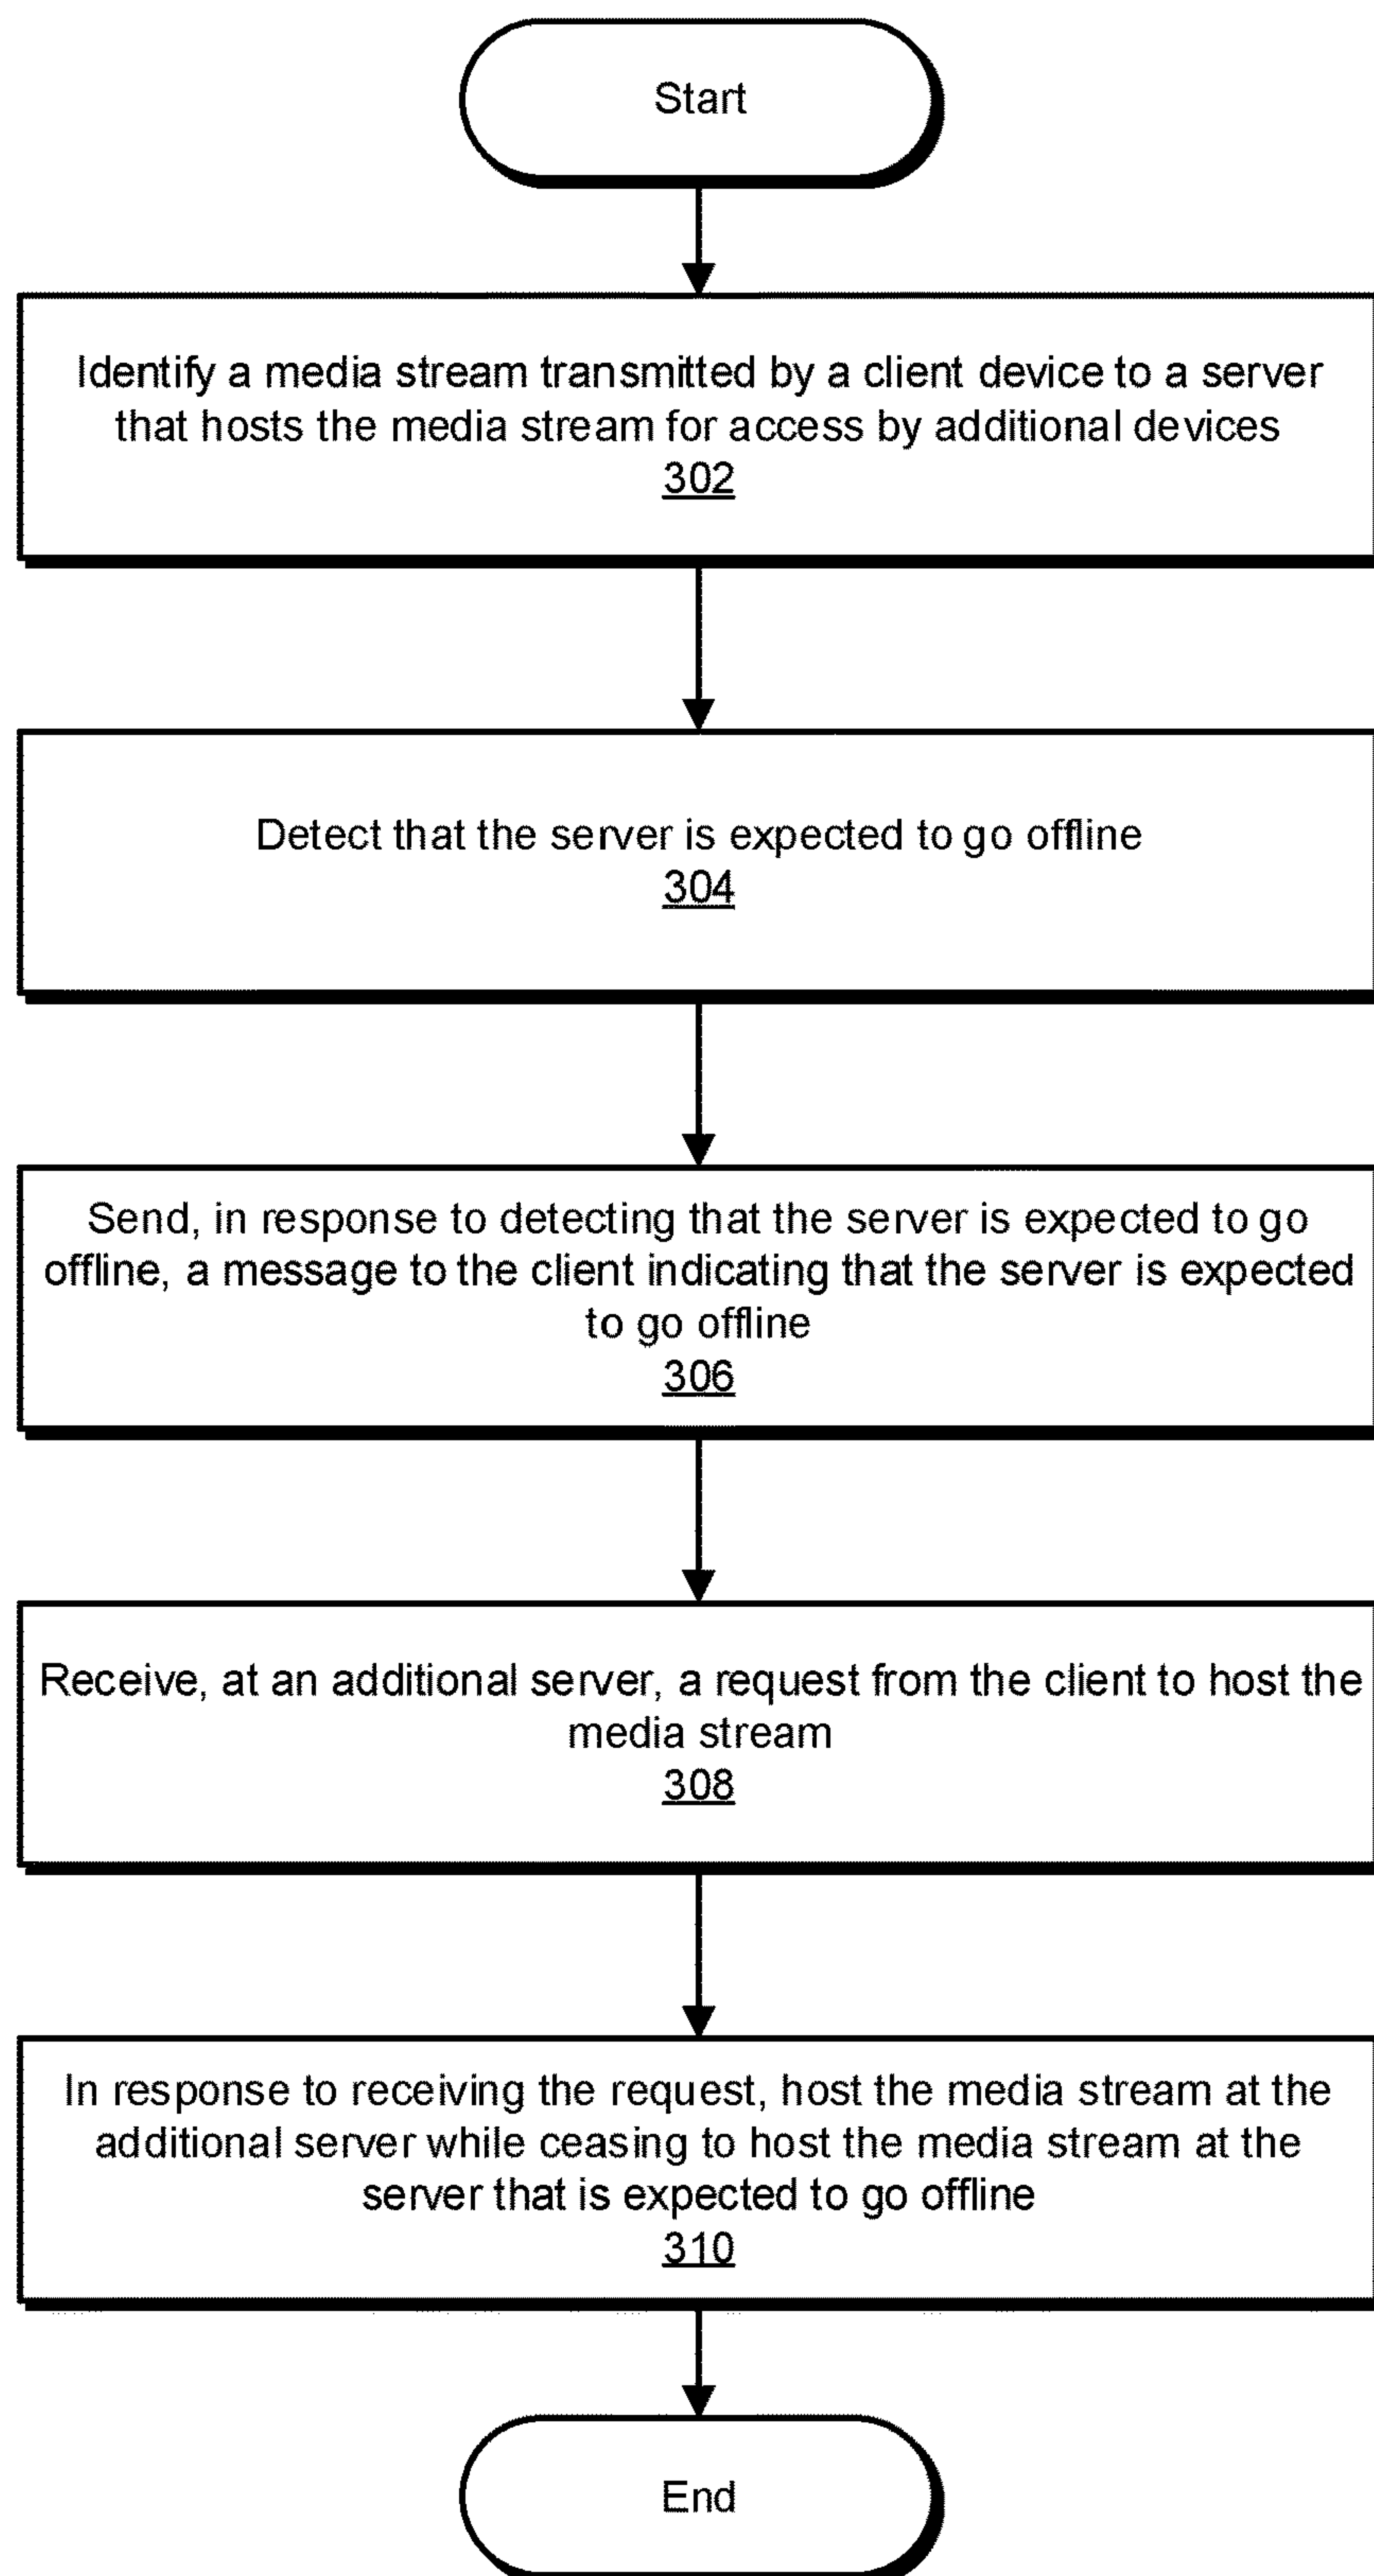 Start
Identify a media stream transmitted by a client device to a server
that hosts the media stream for access by additional devices
302
Detect that the server is expected to go offline
304
Send, in response to detecting that the server is expected to go
offline, a message to the client indicating that the server is expected
to go offline
306
Receive, at an additional server, a request from the client to host the
media stream
308
In response to receiving the request, host the media stream at the
additional server while ceasing to host the media stream at the
server that is expected to go offline
310
End